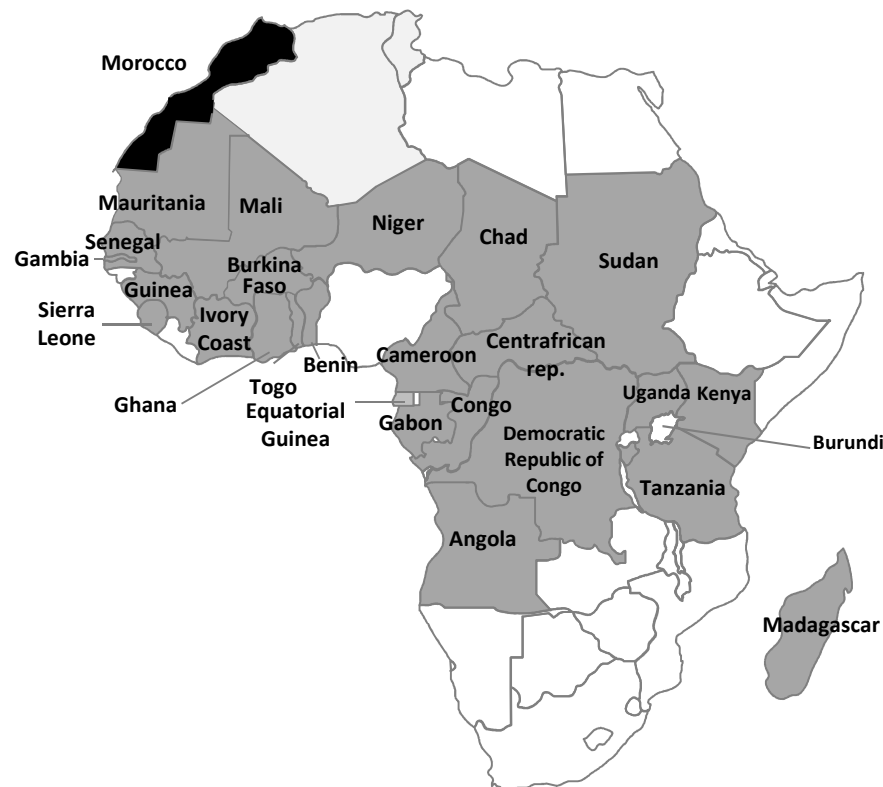 Morocco
Mauritania
Mali
Niger
Chad
Sudan
Senegal
Gambia
Burkina
Faso
Guinea
Sierra
Leone
Ivory
Coast
Ghana
Togo
Benin
Cameroon
Centrafrican
rep.
Equatorial
Guinea
Gabon
Congo
Uganda
Kenya
Democratic
Republic of
Congo
Burundi
Tanzania
Angola
Madagascar